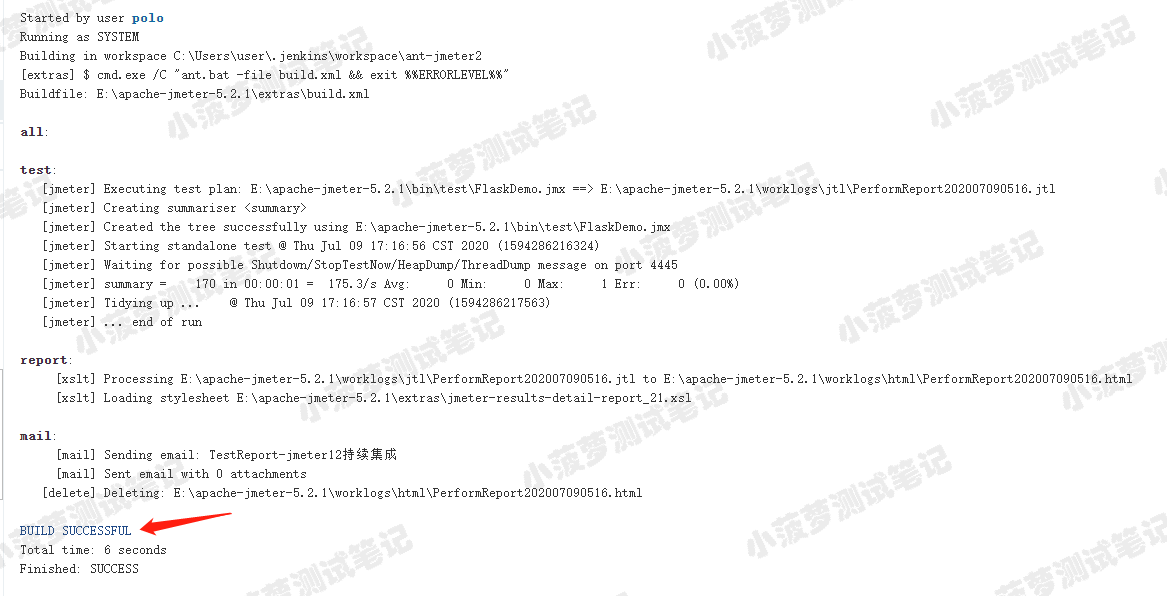 Started by user polo
Running as SYSTEM
Building in workspace C:\Users\user\.jenkins\workspace\ant-jmeter2
[extras] $ cmd.exe /C "ant.bat -file build.xml && exit %%ERRORLEVEL%%"
Buildfile: E:\apache-jmeter-5.2.1\extras\build.xml
all:
test:
[jmeter] Executing test plan: E:\apache-jmeter-5.2.1\bin\test\FlaskDemo.jmx ==> E:\apache-jmeter-5.2.1\worklogs\jtl\PerformReport202007090516.jtl
[jmeter] Creating summariser <summary>
[jmeter] Created the tree successfully using E:\apache-jmeter-5.2.1\bin\test\FlaskDemo.jmx
[jmeter] Starting standalone test @ Thu Jul 09 17:16:56 CST 2020 (1594286216324)
[jmeter] Waiting for possible Shutdown/StopTestNow/HeapDump/ThreadDump message on port 4445
[jmeter] summary =    170 in 00:00:01 =  175.3/s Avg:     0 Min:     0 Max:     1 Err:     0 (0.00%)
[jmeter] Tidying up ...    @ Thu Jul 09 17:16:57 CST 2020 (1594286217563)
[jmeter] ... end of run
report:
[xslt] Processing E:\apache-jmeter-5.2.1\worklogs\jtl\PerformReport202007090516.jtl to E:\apache-jmeter-5.2.1\worklogs\html\PerformReport202007090516.html
[xslt] Loading stylesheet E:\apache-jmeter-5.2.1\extras\jmeter-results-detail-report_21.xsl
mail:
[mail] Sending email: TestReport-jmeter12持续集成
[mail] Sent email with 0 attachments
[delete] Deleting: E:\apache-jmeter-5.2.1\worklogs\html\PerformReport202007090516.html
BUILD SUCCESSFUL
Total time: 6 seconds
Finished: SUCCESS
小菠萝测试笔记